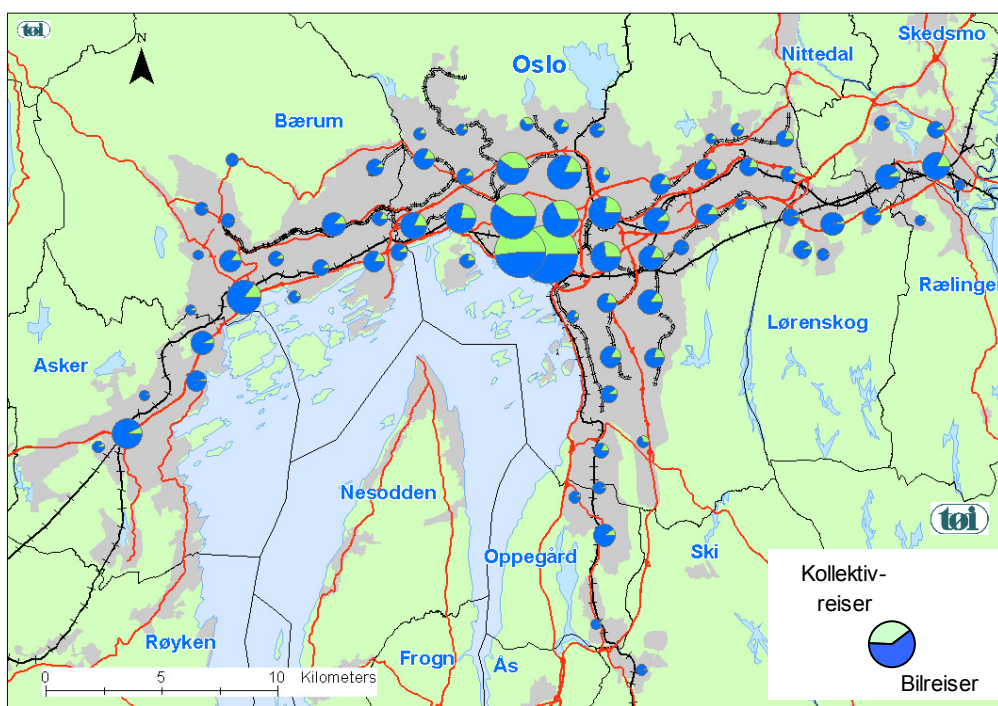 tøi
N
Oslo
Skedsmo
Nittedal
Bærum
Rælingen
Lørenskog
Asker
Nesodden
tøi
Oppegård
Ski
Kollektiv-
reiser
Røyken
Frogn
Ås
Bilreiser
0 5 10 Kilometers